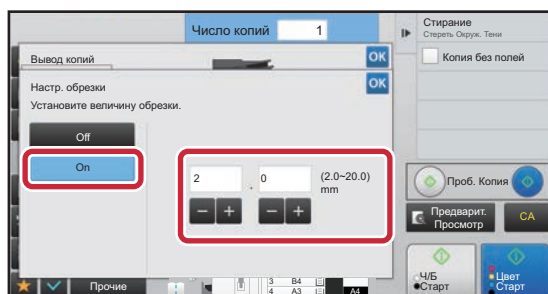 Число копий 1
Стирание
Стереть Окруж. Тени
Вывод копий
OK
Копия без полей
Настр. обрезки
OK
Установите величину обрезки.
Off
On
2 . 0 (2.0~20.0)
mm
− + − +
Проб. Копия
Предварит.
Просмотр
CA
Ч/Б
Старт
Цвет
Старт
Прочие
3 B4
4 A3
A4